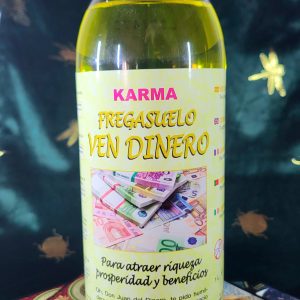 KARMA
FREGASUELO
VEN DINERO
Para atraer riqueza
prosperidad y beneficios